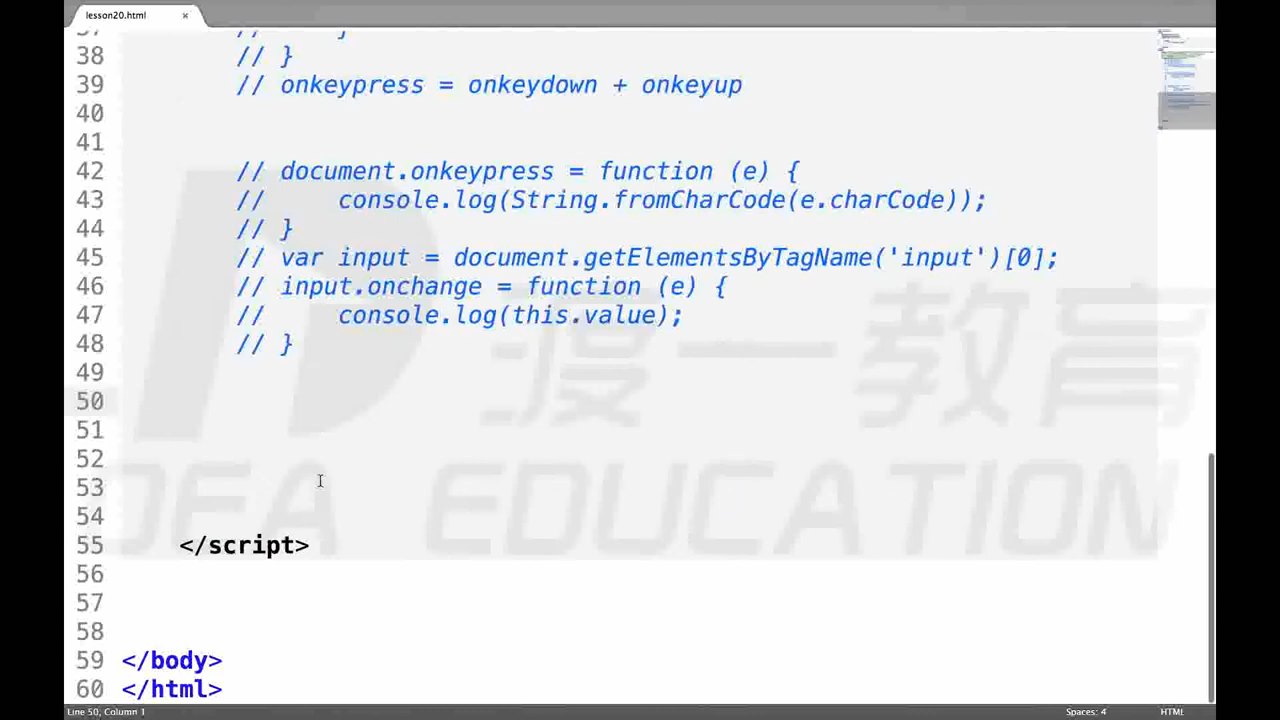 lesson20.html ×
37 // }
38 // }
39 // onkeypress = onkeydown + onkeyup
40
41
42 // document.onkeypress = function (e) {
43 // console.log(String.fromCharCode(e.charCode));
44 // }
45 // var input = document.getElementsByTagName('input')[0];
46 // input.onchange = function (e) {
47 // console.log(this.value);
48 // }
49
50
51
52
53
54
55 </script>
56
57
58
59 </body>
60 </html>
渡一教育
EDUCATION
Line 50, Column 1
Spaces: 4
HTML